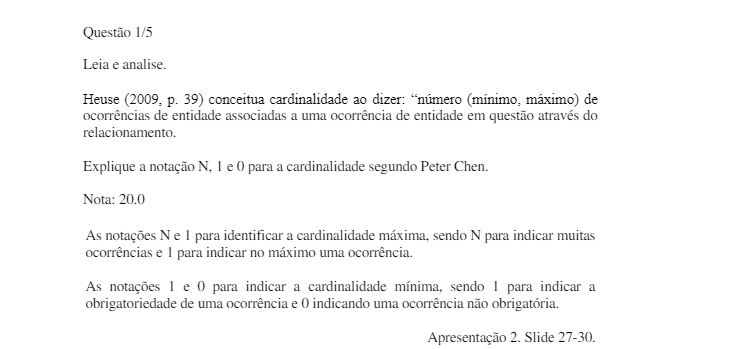 Questão 1/5
Leia e analise.
Heuse (2009, p. 39) conceitua cardinalidade ao dizer: “número (mínimo, máximo) de
ocorrências de entidade associadas a uma ocorrência de entidade em questão através do
relacionamento.
Explique a notação N, 1 e 0 para a cardinalidade segundo Peter Chen.
Nota: 20.0
As notações N e 1 para identificar a cardinalidade máxima, sendo N para indicar muitas
ocorrências e 1 para indicar no máximo uma ocorrência.
As notações 1 e 0 para indicar a cardinalidade mínima, sendo 1 para indicar a
obrigatoriedade de uma ocorrência e 0 indicando uma ocorrência não obrigatória.
Apresentação 2. Slide 27-30.